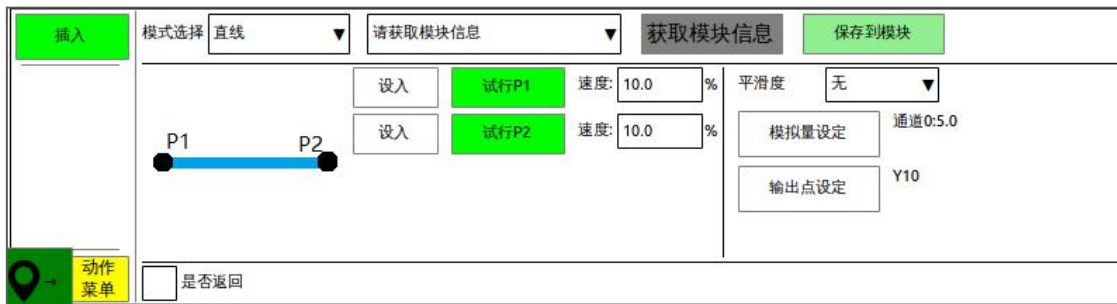 插入
模式选择 直线 ▼ 请获取模块信息 ▼ 获取模块信息 保存到模块
设入 试行P1 速度: 10.0 % 平滑度 无 ▼
设入 试行P2 速度: 10.0 % 模拟量设定 通道0:5.0
P1 P2
输出点设定 Y10
→ 动作
菜单
是否返回